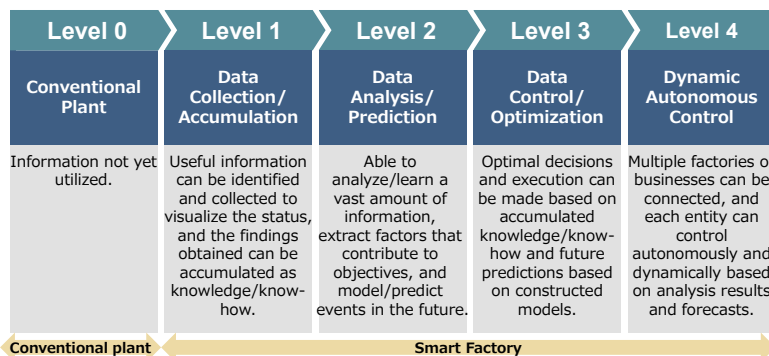 Level 0
Level 1
Level 2
Level 3
Level 4
Conventional
Plant
Data
Collection/
Accumulation
Data
Analysis/
Prediction
Data
Control/
Optimization
Dynamic
Autonomous
Control
Information not yet
utilized.
Useful information
can be identified
and collected to
visualize the status,
and the findings
obtained can be
accumulated as
knowledge/know-
how.
Able to
analyze/learn a
vast amount of
information,
extract factors that
contribute to
objectives, and
model/predict
events in the future.
Optimal decisions
and execution can
be made based on
accumulated
knowledge/know-
how and future
predictions based
on constructed
models.
Multiple factories o
businesses can be
connected, and
each entity can
control
autonomously and
dynamically based
on analysis results
and forecasts.
Conventional plant
Smart Factory